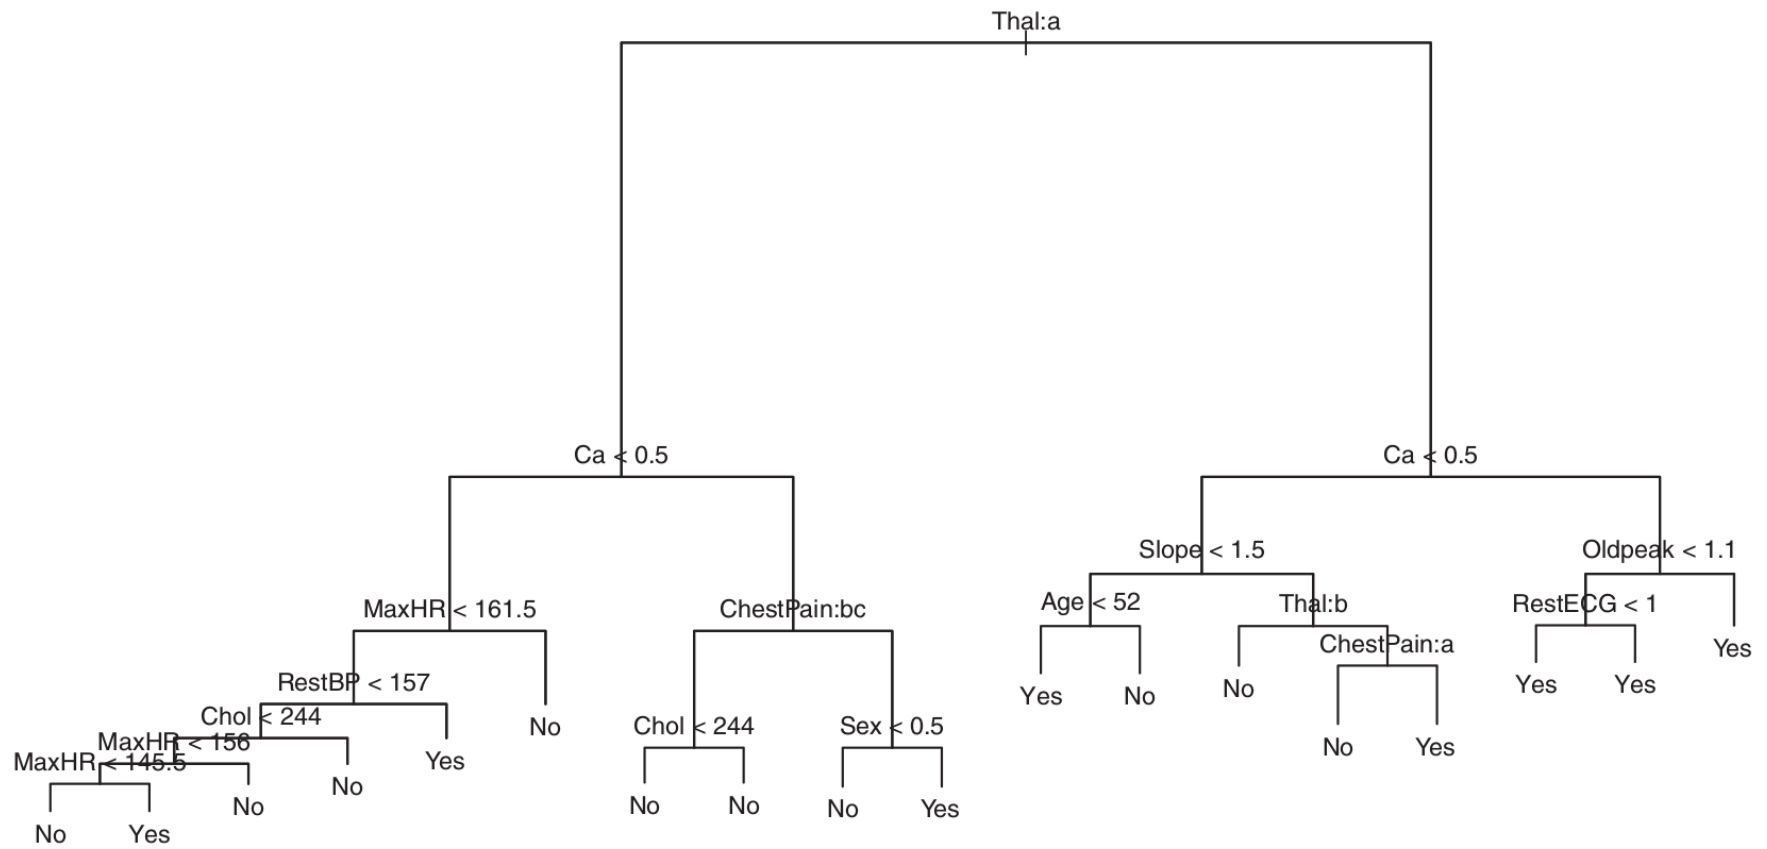 Thal:a
Ca < 0.5
Ca < 0.5
Slope < 1.5
Oldpeak < 1.1
Age < 52
Thal:b
RestECG < 1
MaxHR < 161.5
ChestPain:bc
ChestPain:a
Yes
RestBP < 157
Yes
No
No
Yes
Yes
Chol < 244
No
Chol < 244
Sex < 0.5
MaxHR < 156
No
Yes
MaxHR < 145.5
Yes
No
No
No
No
No
Yes
No
Yes